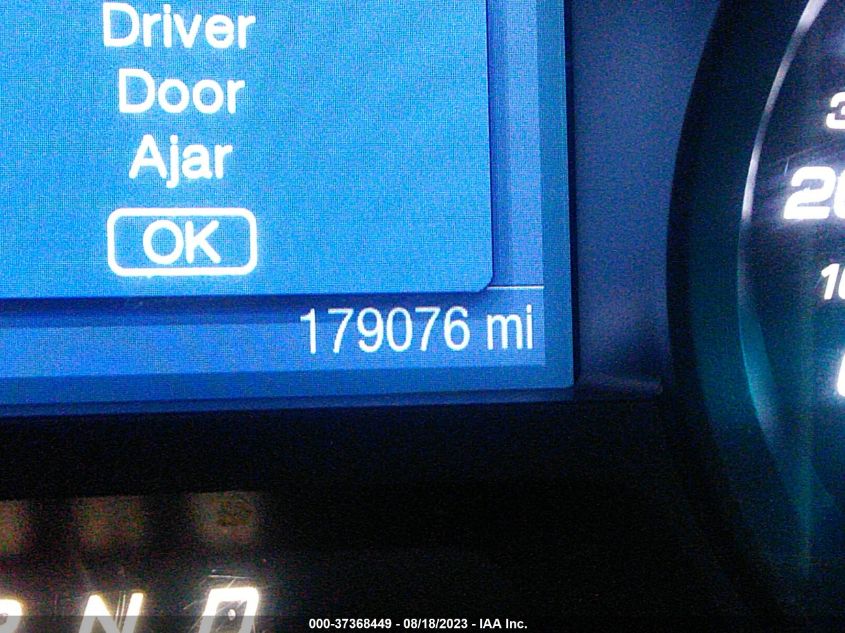 Driver
Door
Ajar
OK
179076 mi
N D
000-37368449 - 08/18/2023 - IAA Inc.